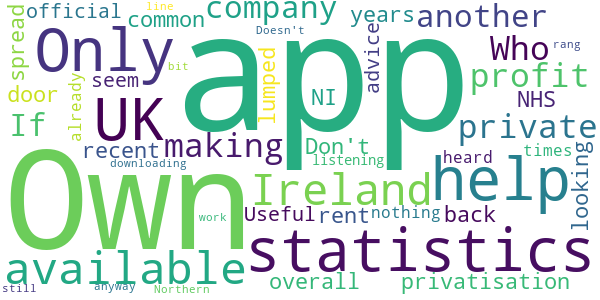 official
line
company
common
years
another
spread
Doesn't
Only
app
advice
Who
rang
seem
bit
lumped
profit
door
already
UK
NI
NHS
If
making
Don't
private
recent
times
downloading
listening
heard
looking
Own
Ireland
help
Useful
rent
nothing
back
work
statistics
available
overall
privatisation
still
anyway
Northern